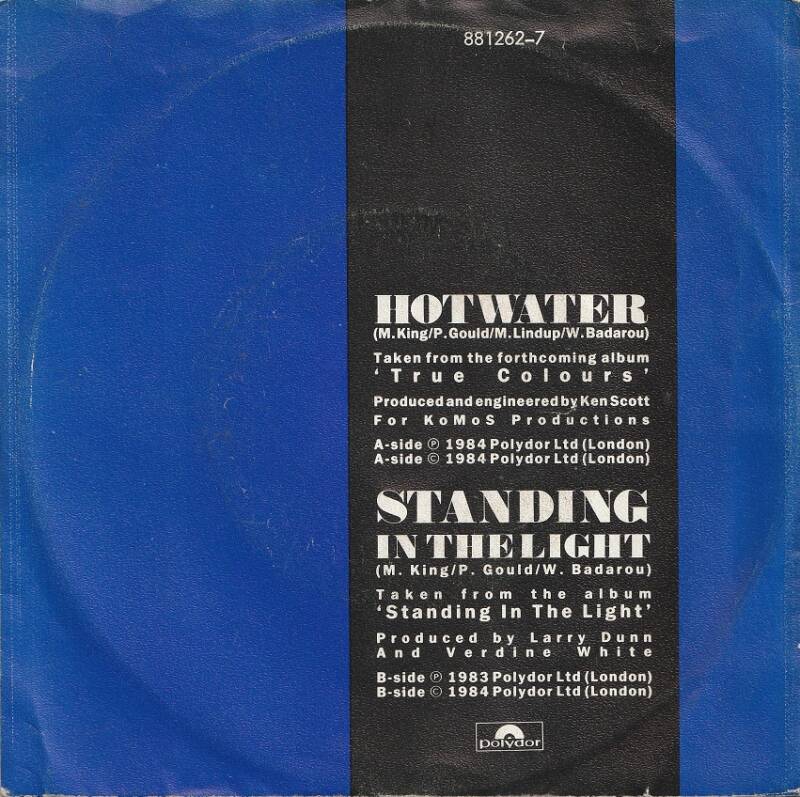 881262-7
HOT WATER
(M. King/P. Gould/M. Lindup/W. Badarou)
Taken from the forthcoming album
‘True Colours’
Produced and engineered by Ken Scott
For KoMoS Productions
A-side ℗ 1984 Polydor Ltd (London)
A-side © 1984 Polydor Ltd (London)
STANDING
IN THE LIGHT
(M. King/P. Gould/W. Badarou)
Taken from the album
‘Standing In The Light’
Produced by Larry Dunn
And Verdine White
B-side ℗ 1983 Polydor Ltd (London)
B-side © 1984 Polydor Ltd (London)
polydor